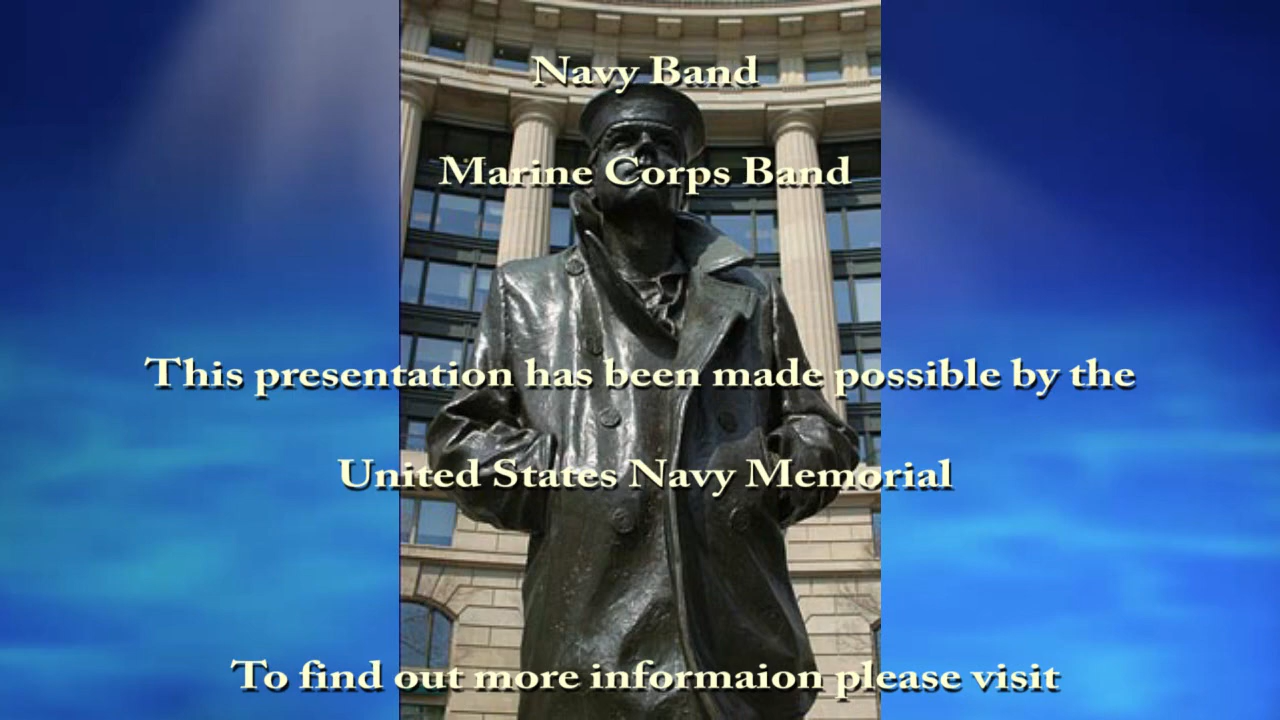 Navy Band
Marine Corps Band
This presentation has been made possible by the
United States Navy Memorial
To find out more informaion please visit